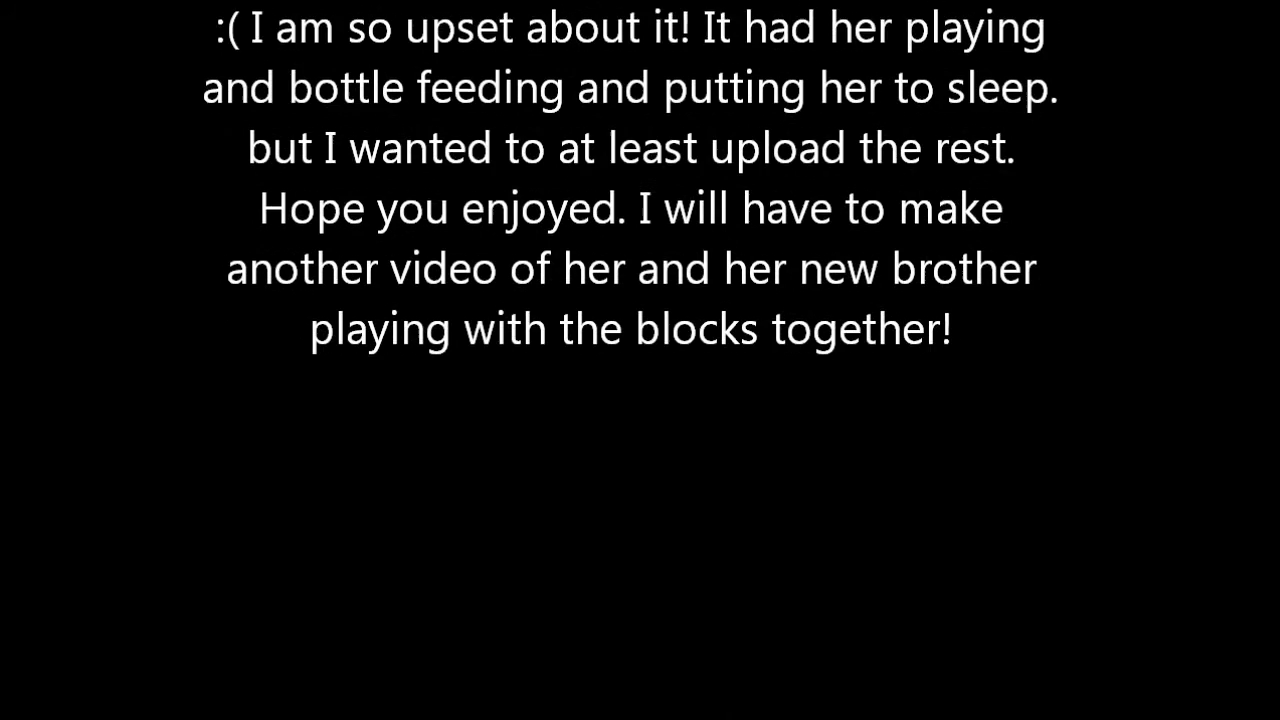 :( I am so upset about it! It had her playing
and bottle feeding and putting her to sleep.
but I wanted to at least upload the rest.
Hope you enjoyed. I will have to make
another video of her and her new brother
playing with the blocks together!